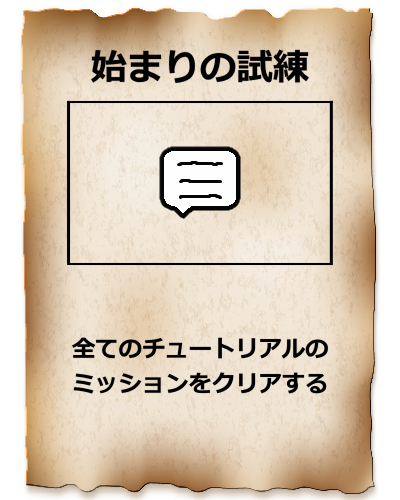 始まりの試練
全てのチュートリアルの
ミッションをクリアする